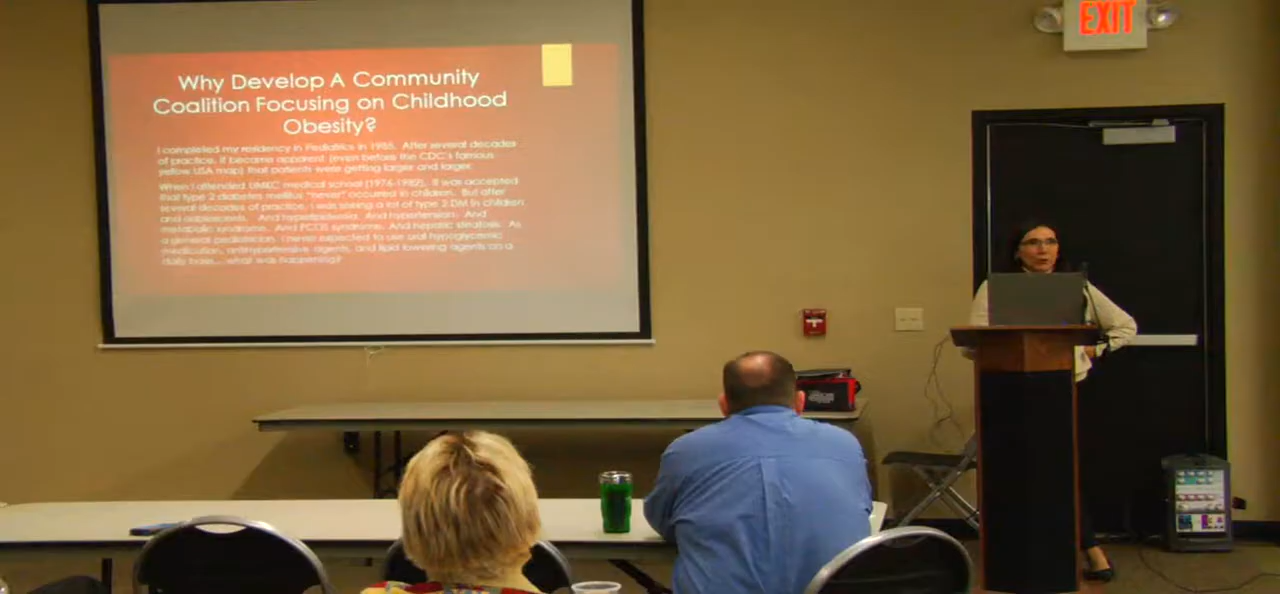 EXIT
Why Develop A Community
Coalition Focusing on Childhood
Obesity?
I completed my residency in Pediatrics in 1985. After several decades
of practice, it became apparent (even before the CDC's famous
yellow USA map) that patients were getting larger and larger.
When I attended UMKC medical school (1976-1982), it was accepted
that type 2 diabetes mellitus "never" occurred in children. But after
several decades of practice, I was seeing a lot of type 2 DM in children
and adolescents. And hyperlipidemia. And hypertension. And
metabolic syndrome. And PCOS syndrome. And hepatic steatosis. As
a general pediatrician, I never expected to use oral hypoglycemic
medication, antihypertensive agents, and lipid lowering agents on a
daily basis... what was happening?